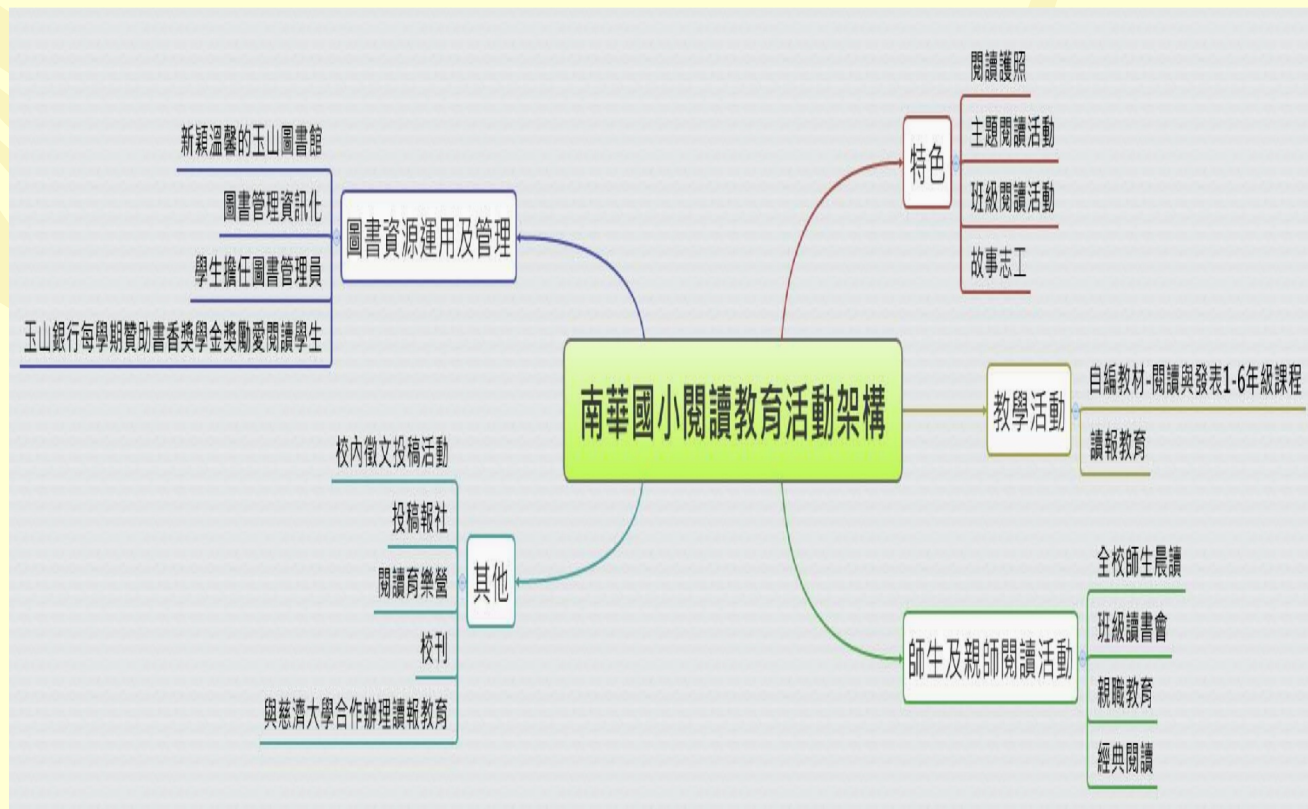 南華國小閱讀教育活動架構
特色
閱讀護照
主題閱讀活動
班級閱讀活動
故事志工
教學活動
自編教材-閱讀與發表1-6年級課程
讀報教育
師生及親師閱讀活動
全校師生晨讀
班級讀書會
親職教育
經典閱讀
圖書資源運用及管理
新穎溫馨的玉山圖書館
圖書管理資訊化
學生擔任圖書管理員
玉山銀行每學期贊助書香獎學金獎勵愛閱讀學生
其他
校內徵文投稿活動
投稿報社
閱讀育樂營
校刊
與慈濟大學合作辦理讀報教育